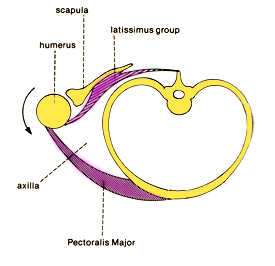 scapula
latissimus group
humerus
axilla
Pectoralis Major